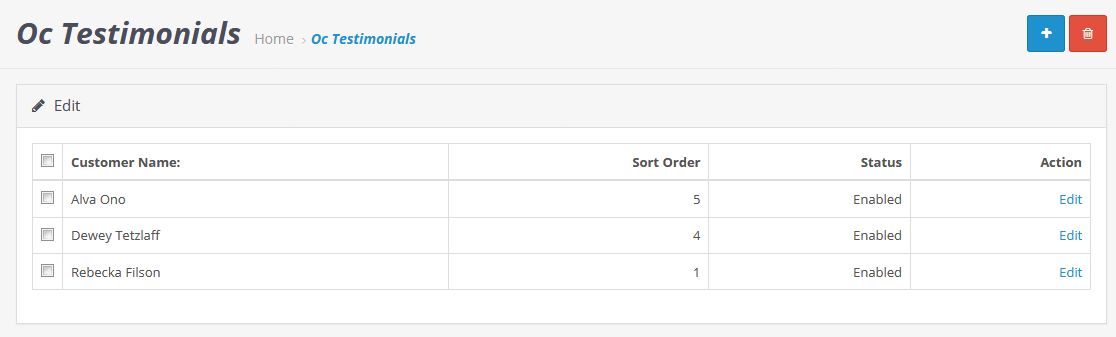 Oc Testimonials Home › Oc Testimonials
Edit
Customer Name: Sort Order Status Action
Alva Ono 5 Enabled Edit
Dewey Tetzlaff 4 Enabled Edit
Rebecka Filson 1 Enabled Edit